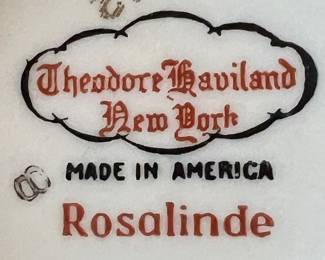 Theodore Haviland
New York
MADE IN AMERICA
Rosalinde